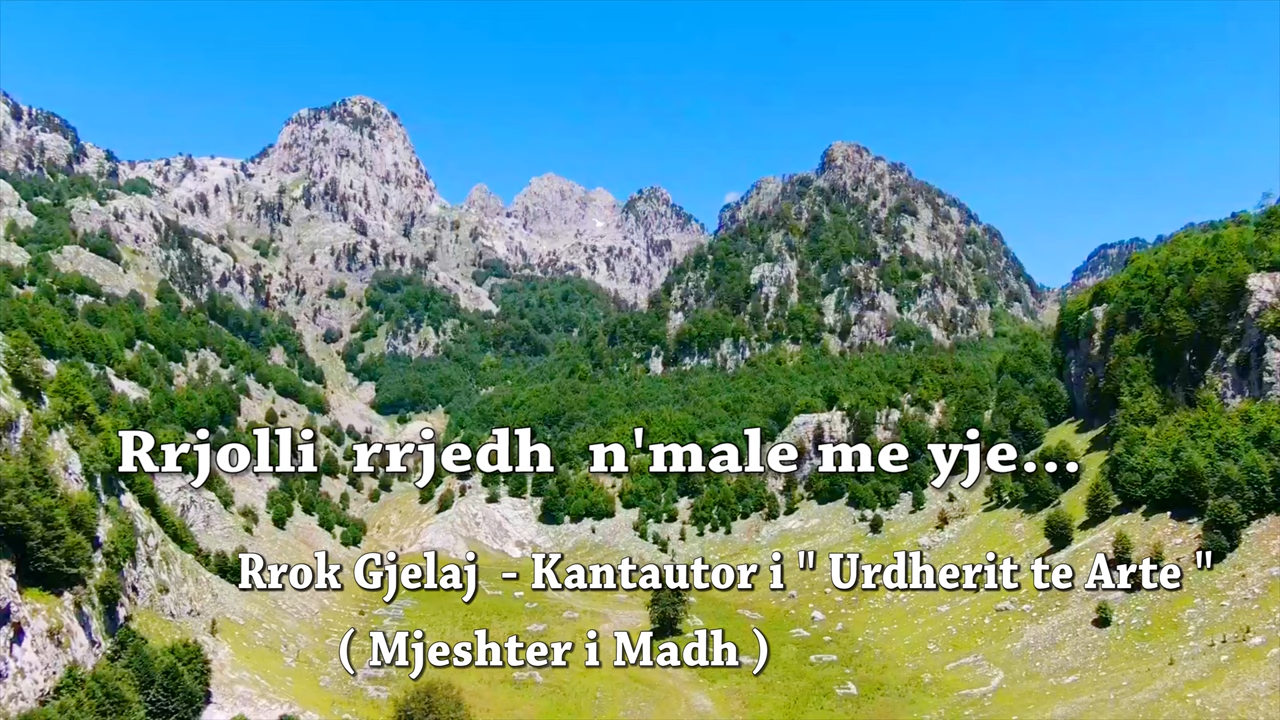 Rrjolli rrjedh n'male me yje...
Rrok Gjelaj - Kantautor i " Urdherit te Arte "
( Mjeshter i Madh )